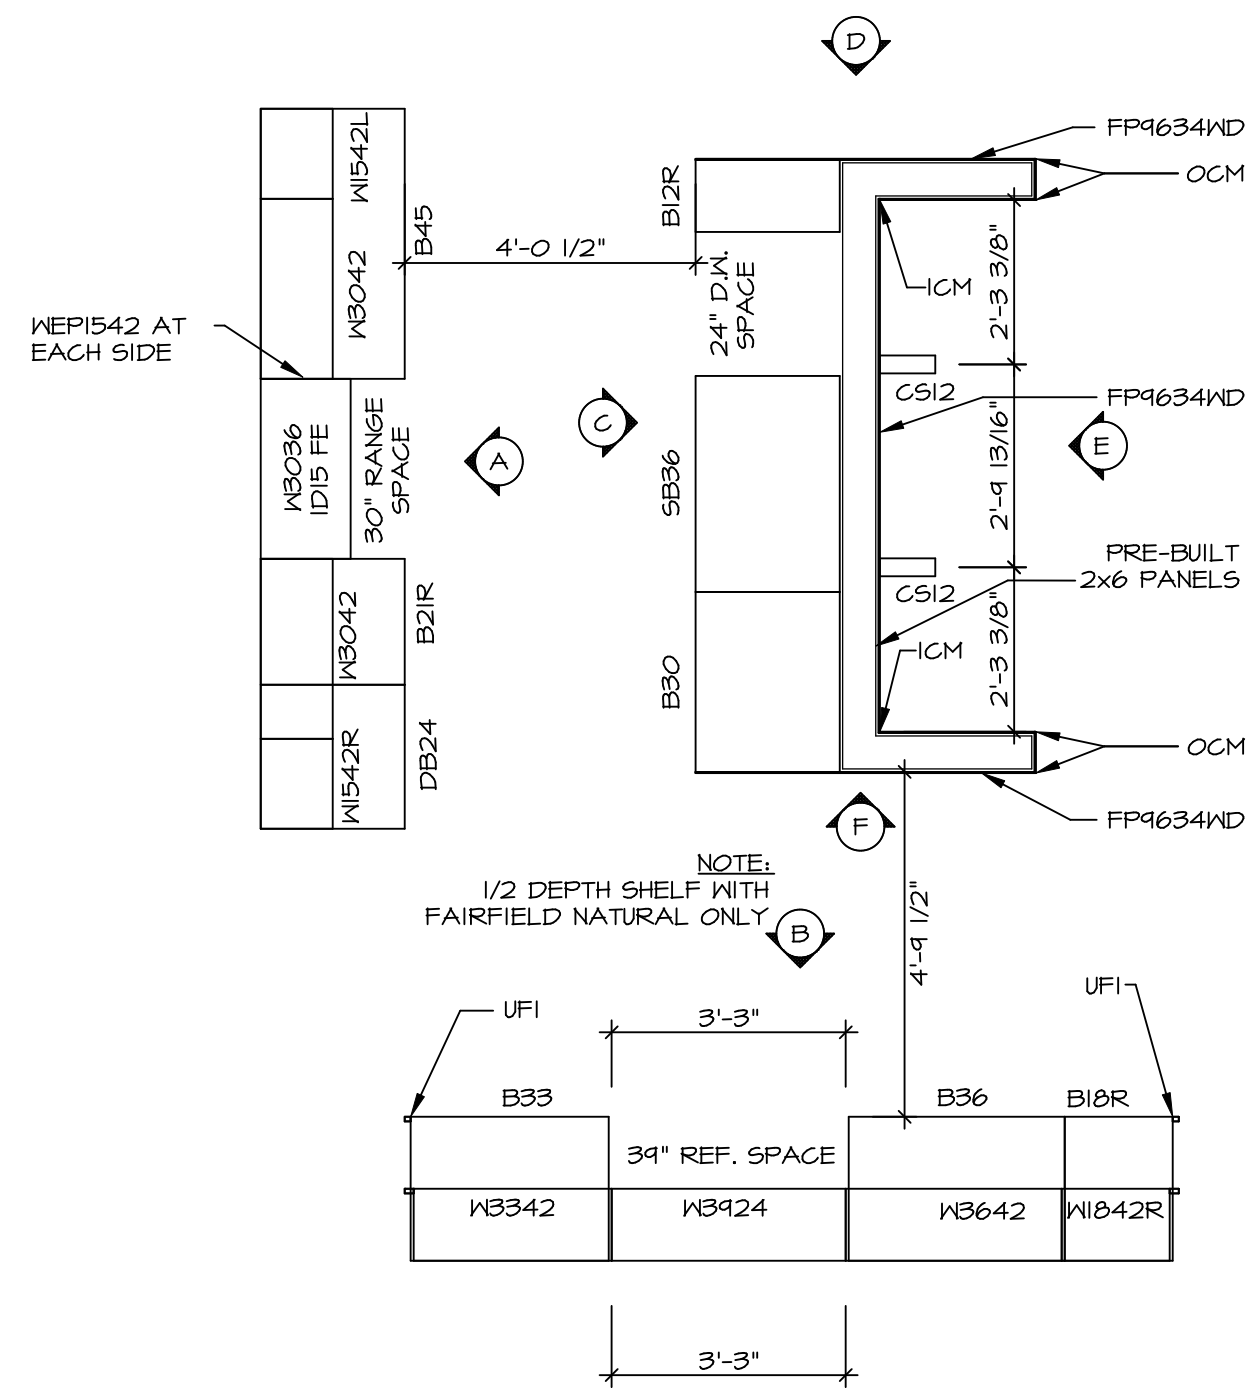 D
FP9634WD
OCM
W1542L
B12R
B45
4'-0 1/2"
24" D.W.
SPACE
ICM
2'-3 3/8"
W3042
WEP1542 AT
EACH SIDE
CS12
FP9634WD
C
A
E
W3036
1D15 FE
30" RANGE
SPACE
SB36
2'-9 13/16"
PRE-BUILT
2x6 PANELS
CS12
W3042
B21R
B30
ICM
2'-3 3/8"
W1542R
DB24
OCM
FP9634WD
F
NOTE:
1/2 DEPTH SHELF WITH
FAIRFIELD NATURAL ONLY
B
4'-9 1/2"
UF1
UF1
3'-3"
B33
B36
B18R
39" REF. SPACE
W3342
W3924
W3642
W1842R
3'-3"